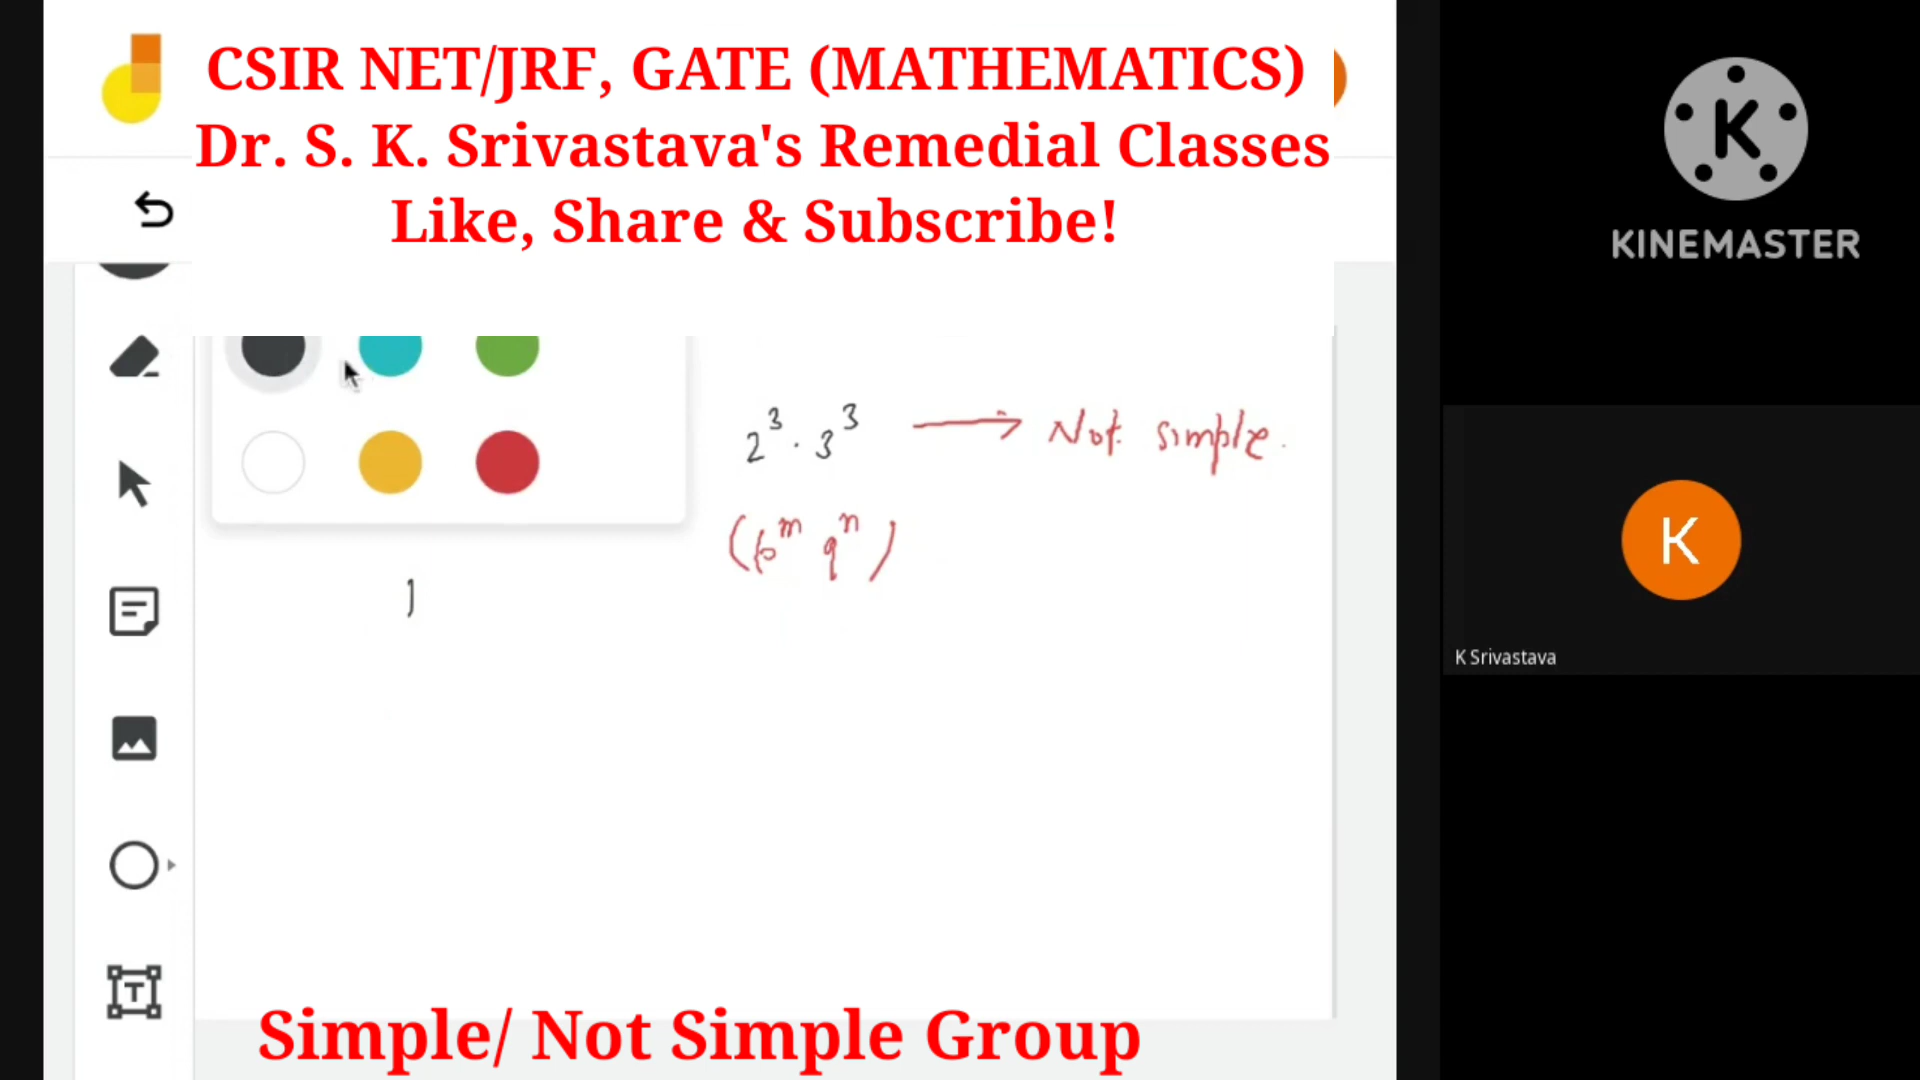 CSIR NET/JRF, GATE (MATHEMATICS)
Dr. S. K. Srivastava's Remedial Classes
Like, Share & Subscribe!
K
KINEMASTER
2³ · 3³ → Not simple.
(p^m q^n)
1
T
K
K Srivastava
Simple/ Not Simple Group